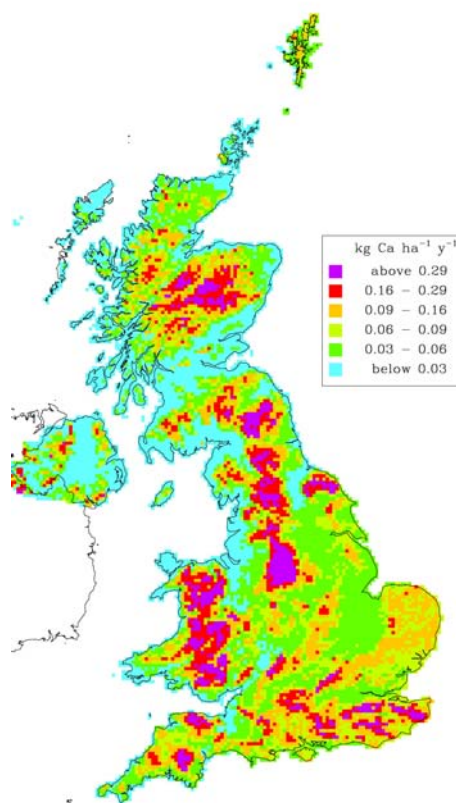 kg Ca ha⁻¹ y⁻¹
above 0.29
0.16 – 0.29
0.09 – 0.16
0.06 – 0.09
0.03 – 0.06
below 0.03